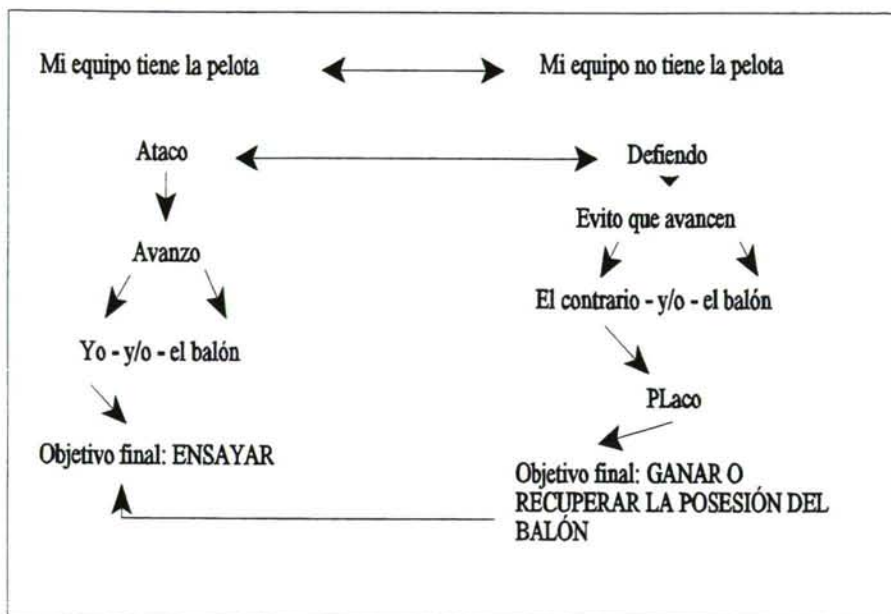 Mi equipo tiene la pelota
Mi equipo no tiene la pelota
Ataco
Defiendo
Evito que avancen
Avanzo
El contrario - y/o - el balón
Yo - y/o - el balón
PLaco
Objetivo final: ENSAYAR
Objetivo final: GANAR O
RECUPERAR LA POSESIÓN DEL
BALÓN